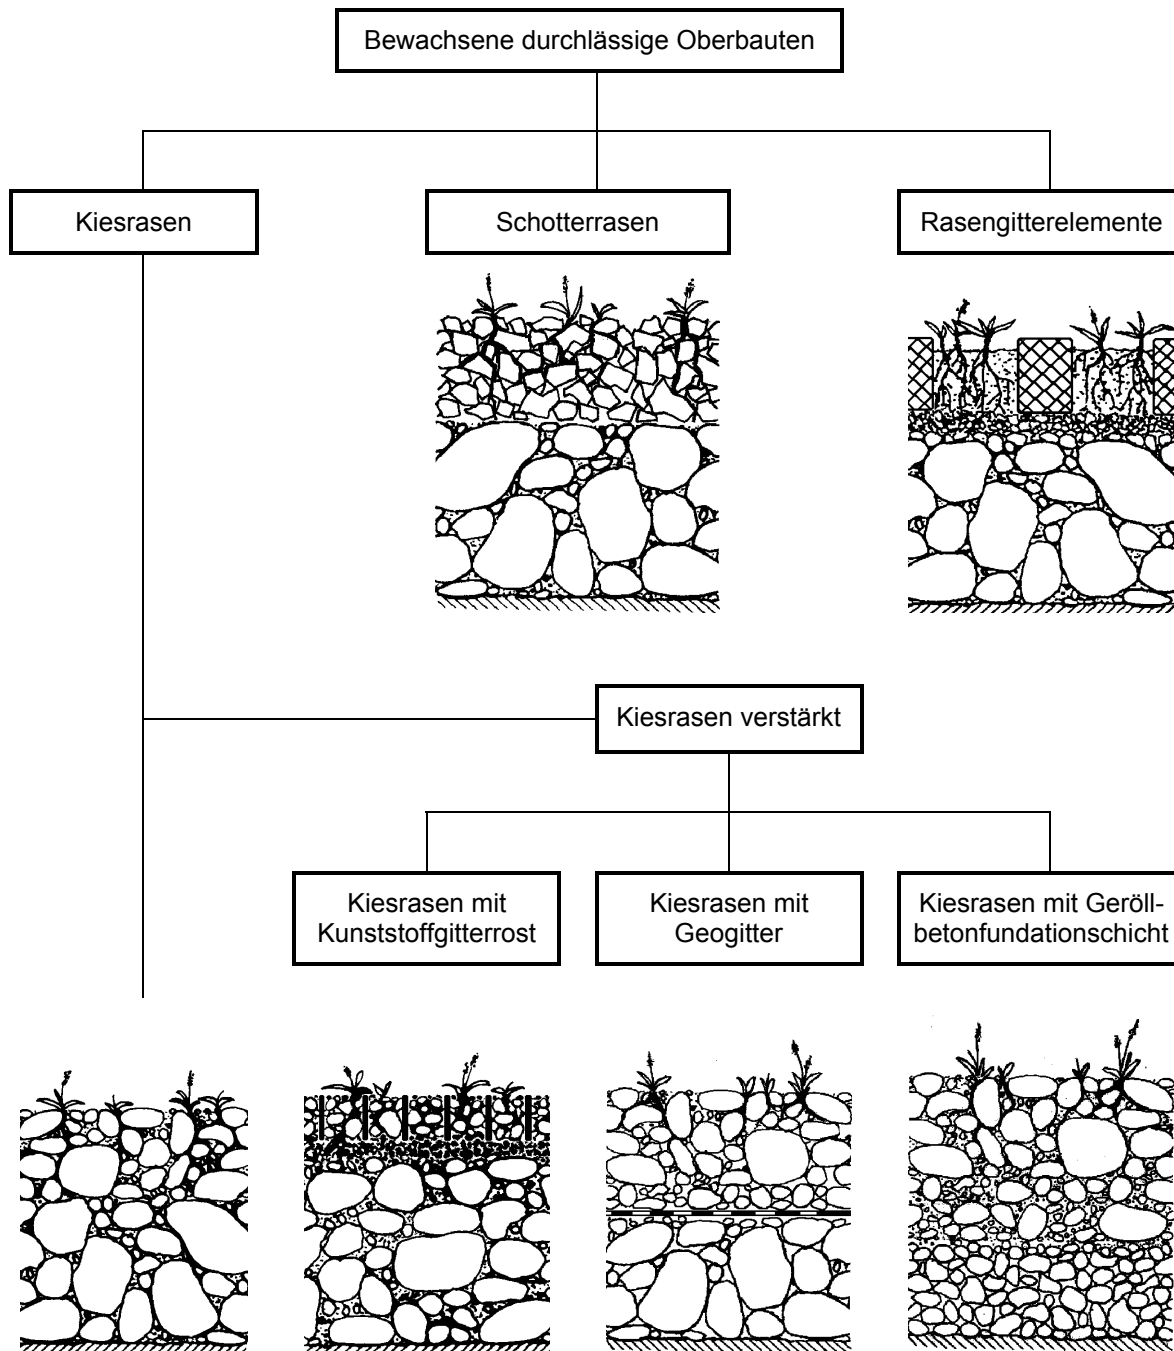 Bewachsene durchlässige Oberbauten
Kiesrasen
Schotterrasen
Rasengitterelemente
Kiesrasen verstärkt
Kiesrasen mit
Kunststoffgitterrost
Kiesrasen mit
Geogitter
Kiesrasen mit Geröll-
betonfundationschicht